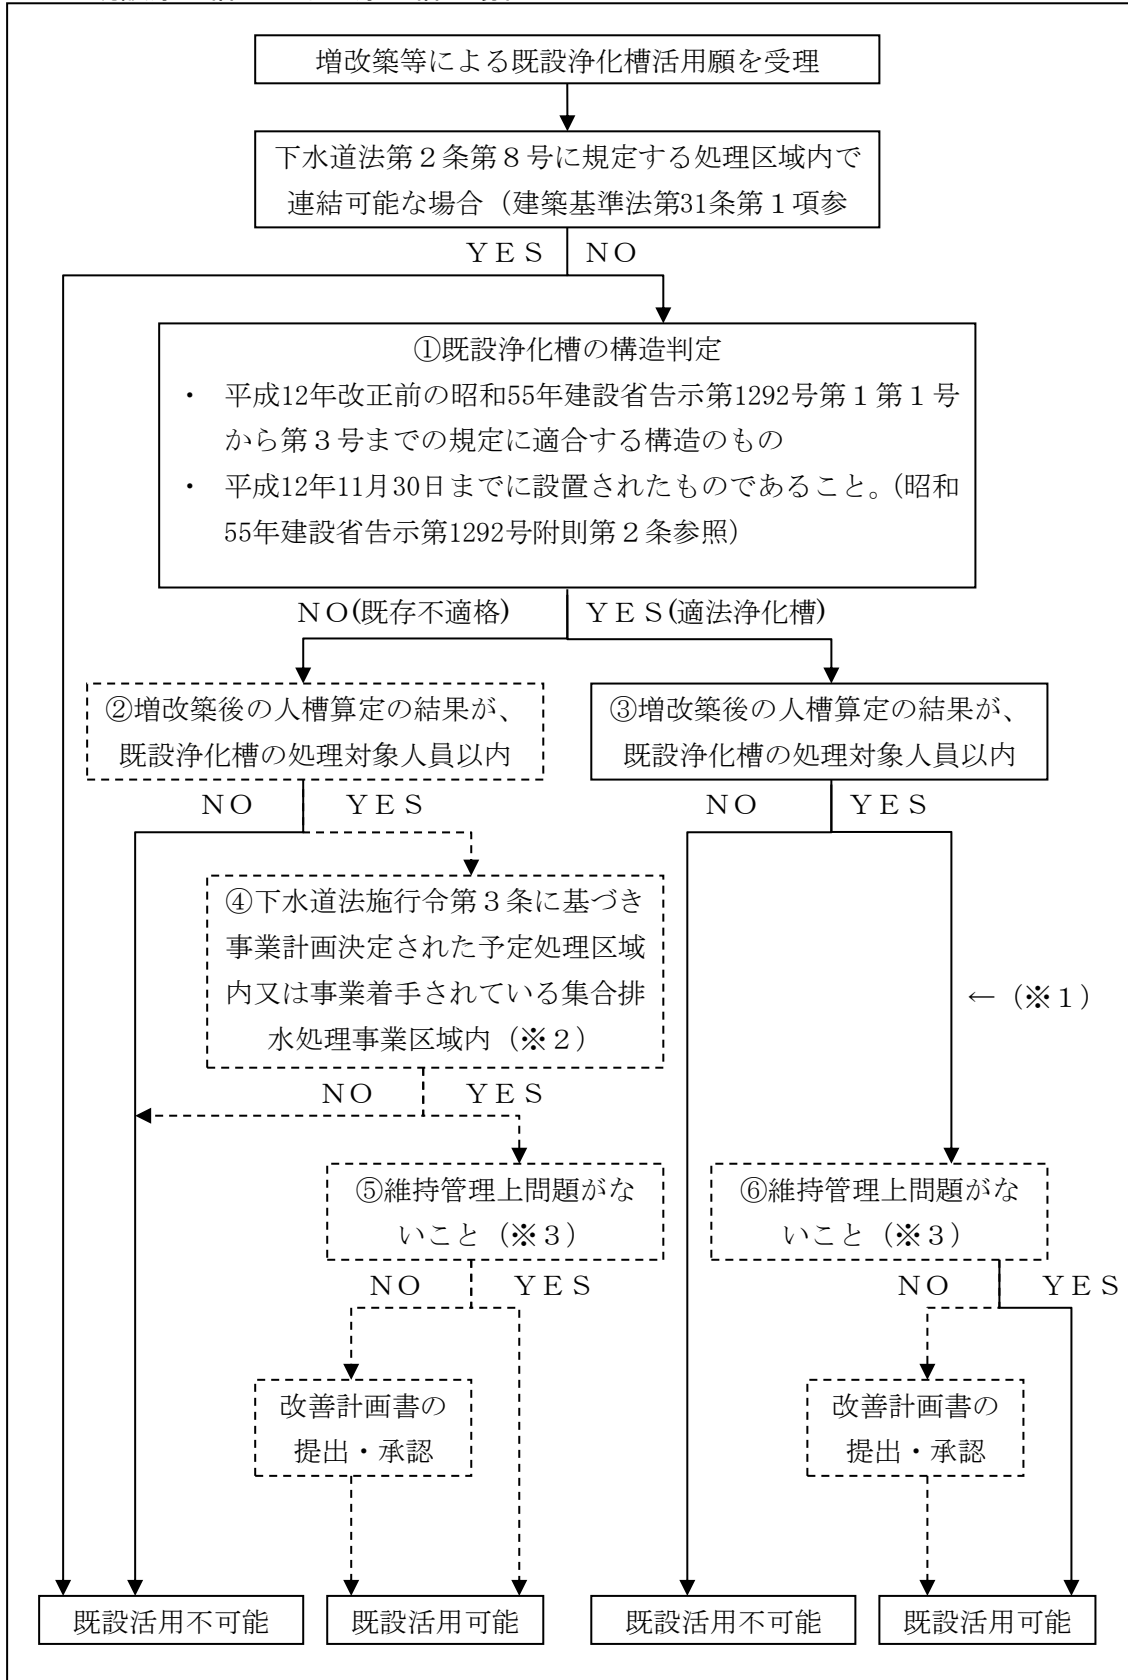 増改築等による既設浄化槽活用願を受理
下水道法第２条第８号に規定する処理区域内で
連結可能な場合（建築基準法第31条第１項参
ＹＥＳ ＮＯ
①既設浄化槽の構造判定
・ 平成12年改正前の昭和55年建設省告示第1292号第１第１号
から第３号までの規定に適合する構造のもの
・ 平成12年11月30日までに設置されたものであること。(昭和
55年建設省告示第1292号附則第２条参照)
ＮＯ(既存不適格) ＹＥＳ(適法浄化槽)
②増改築後の人槽算定の結果が、
既設浄化槽の処理対象人員以内
③増改築後の人槽算定の結果が、
既設浄化槽の処理対象人員以内
ＮＯ ＹＥＳ
ＮＯ ＹＥＳ
④下水道法施行令第３条に基づき
事業計画決定された予定処理区域
内又は事業着手されている集合排
水処理事業区域内（※２）
←（※１）
ＮＯ ＹＥＳ
⑤維持管理上問題がな
いこと（※３）
⑥維持管理上問題がな
いこと（※３）
ＮＯ ＹＥＳ
ＮＯ ＹＥＳ
改善計画書の
提出・承認
改善計画書の
提出・承認
既設活用不可能
既設活用可能
既設活用不可能
既設活用可能